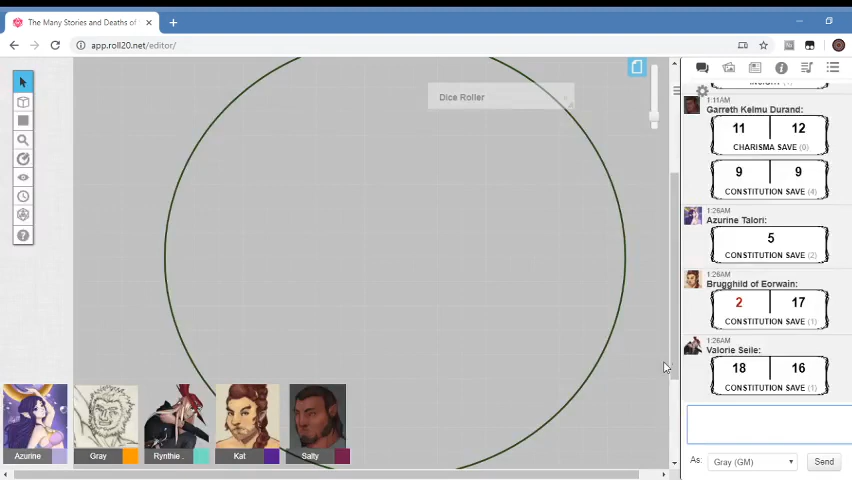 The Many Stories and Deaths of
app.roll20.net/editor/
Dice Roller
1:11AM
Garreth Kelmu Durand:
11 12
CHARISMA SAVE (0)
9 9
CONSTITUTION SAVE (4)
1:26AM
Azurine Talori:
5
CONSTITUTION SAVE (2)
1:26AM
Brugghild of Eorwain:
2 17
CONSTITUTION SAVE (1)
1:26AM
Valorie Seile:
18 16
CONSTITUTION SAVE (1)
Azurine
Gray
Rynthie .
Kat
Salty
As: Gray (GM) Send